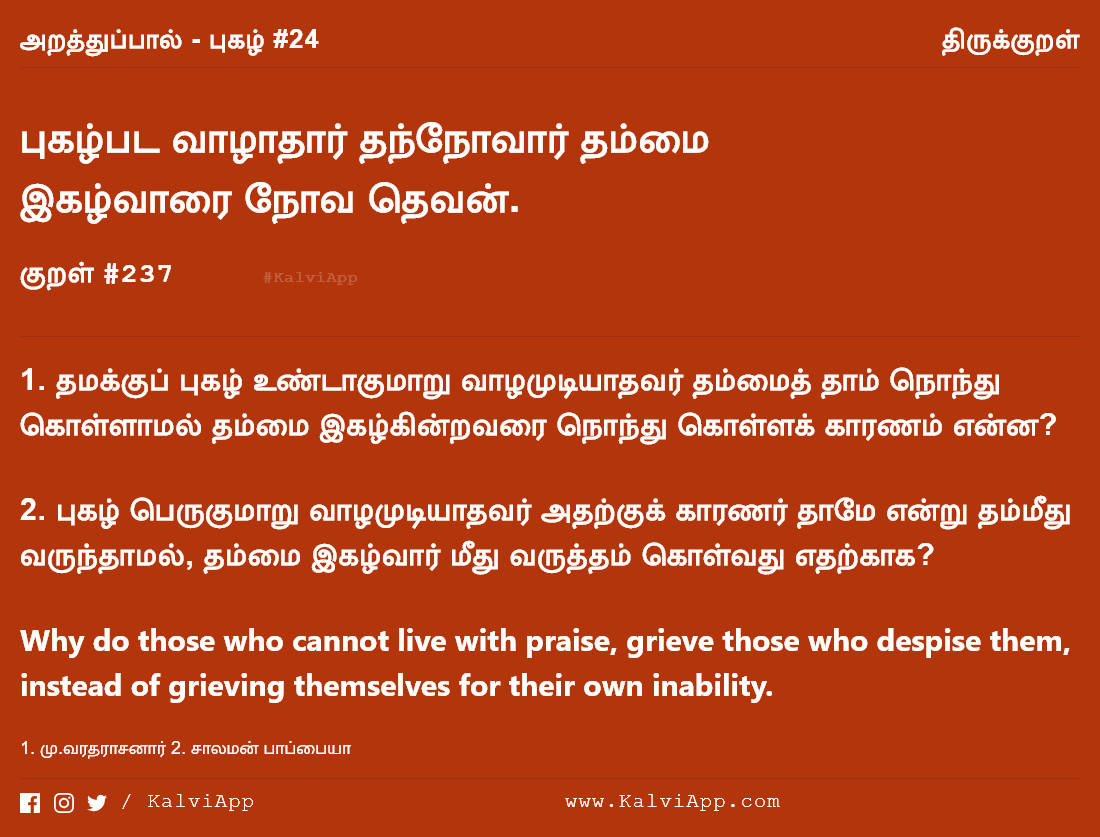 அறத்துப்பால் - புகழ் #24
திருக்குறள்
புகழ்பட வாழாதார் தந்நோவார் தம்மை
இகழ்வாரை நோவ தெவன்.
குறள் #237
#KalviApp
1. தமக்குப் புகழ் உண்டாகுமாறு வாழமுடியாதவர் தம்மைத் தாம் நொந்து
கொள்ளாமல் தம்மை இகழ்கின்றவரை நொந்து கொள்ளக் காரணம் என்ன?
2. புகழ் பெருகுமாறு வாழமுடியாதவர் அதற்குக் காரணர் தாமே என்று தம்மீது
வருந்தாமல், தம்மை இகழ்வார் மீது வருத்தம் கொள்வது எதற்காக?
Why do those who cannot live with praise, grieve those who despise them,
instead of grieving themselves for their own inability.
1. மு.வரதராசனார் 2. சாலமன் பாப்பையா
/ KalviApp
www.KalviApp.com